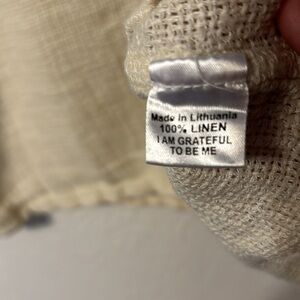 Made in Lithuania
100% LINEN
I AM GRATEFUL
TO BE ME